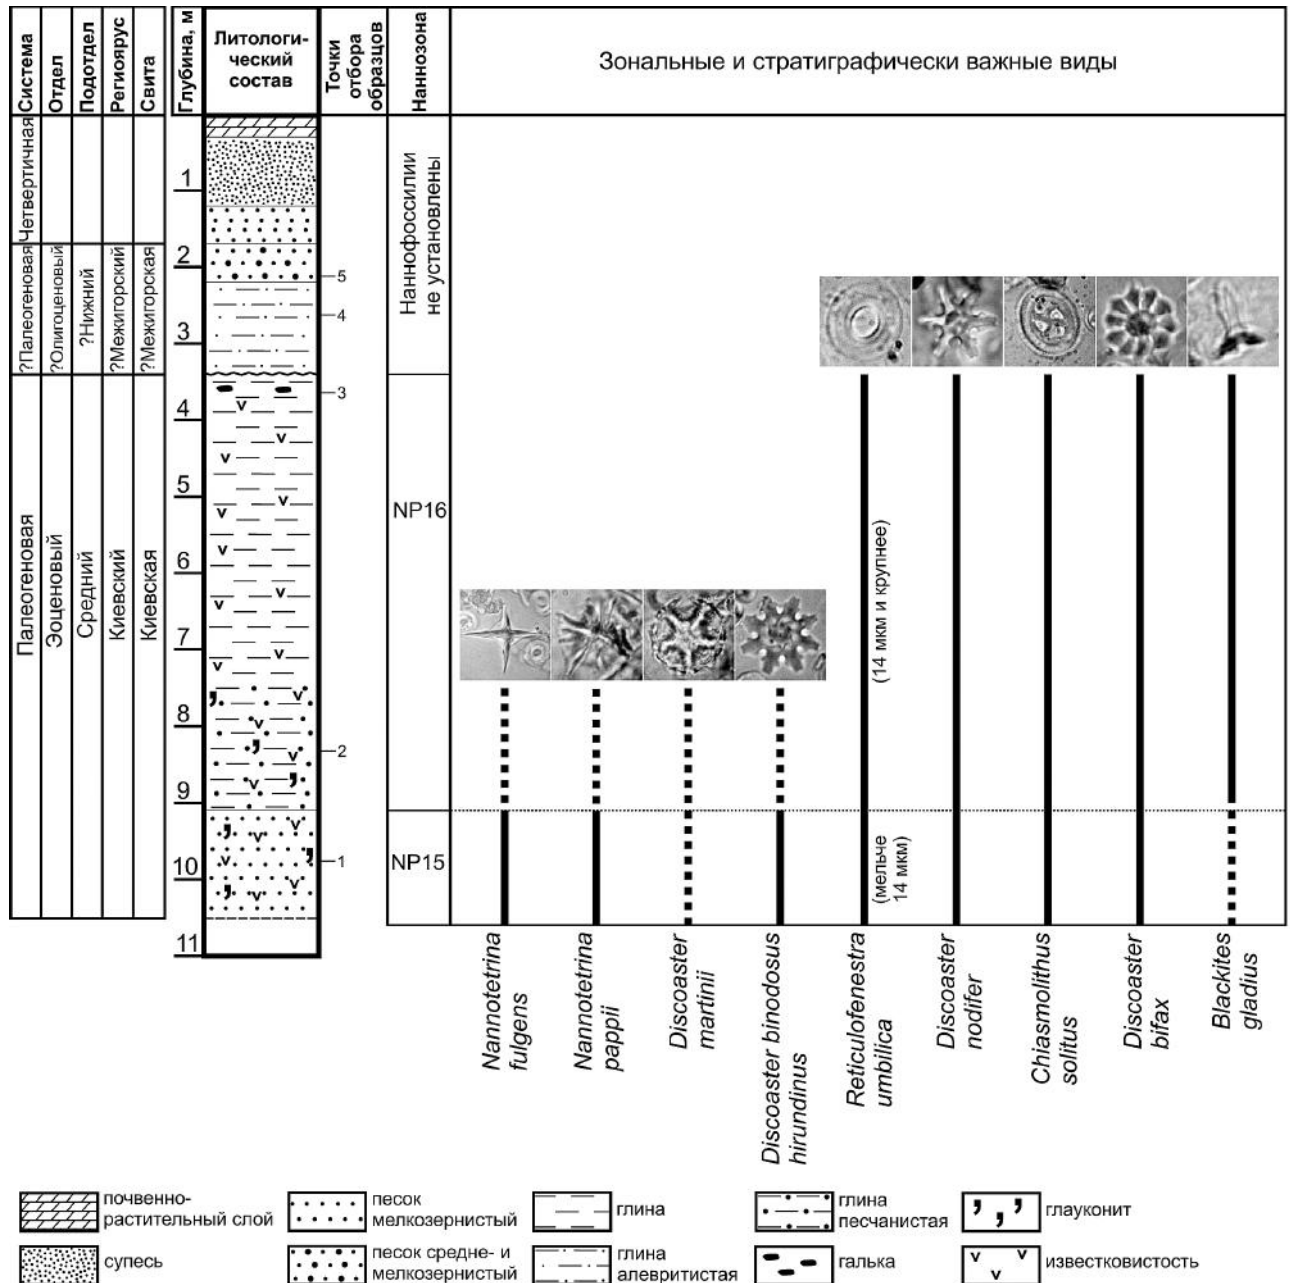 Система
Отдел
Подотдел
Региоярус
Свита
Глубина, м
Литологи-
ческий
состав
Точки
отбора
образцов
Наннозона
Зональные и стратиграфически важные виды
Четвертичная
?Палеогеновая
?Олигоценовый
?Нижний
?Межигорский
?Межигорская
Палеогеновая
Эоценовый
Средний
Киевский
Киевская
1
2
3
4
5
6
7
8
9
10
11
5
4
3
2
1
Наннофоссилии
не установлены
NP16
NP15
(14 мкм и крупнее)
(мельче
14 мкм)
Nannotetrina
fulgens
Nannotetrina
pappii
Discoaster
martinii
Discoaster binodosus
hirundinus
Reticulofenestra
umbilica
Discoaster
nodifer
Chiasmolithus
solitus
Discoaster
bifax
Blackites
gladius
почвенно-
растительный слой
песок
мелкозернистый
глина
глина
песчанистая
глауконит
супесь
песок средне- и
мелкозернистый
глина
алевритистая
галька
известковистость